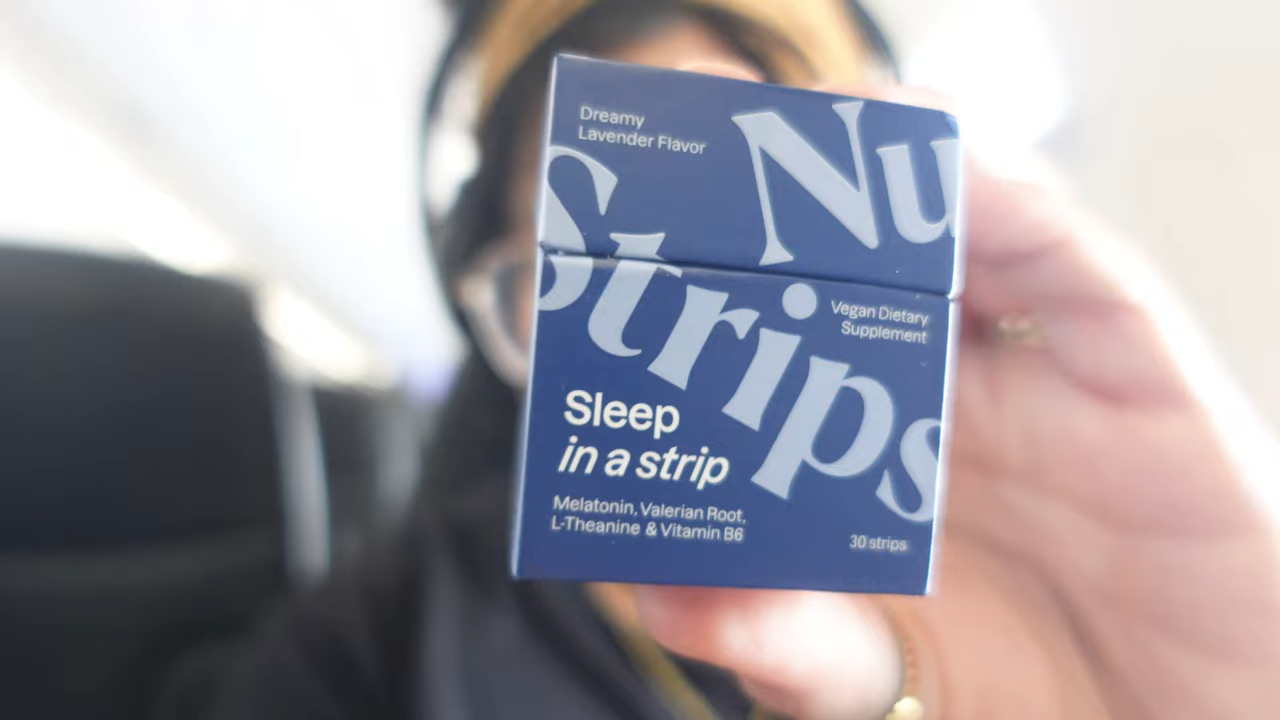 Dreamy
Lavender Flavor
Nu
Strips
Vegan Dietary
Supplement
Sleep
in a strip
Melatonin, Valerian Root,
L-Theanine & Vitamin B6
30 strips